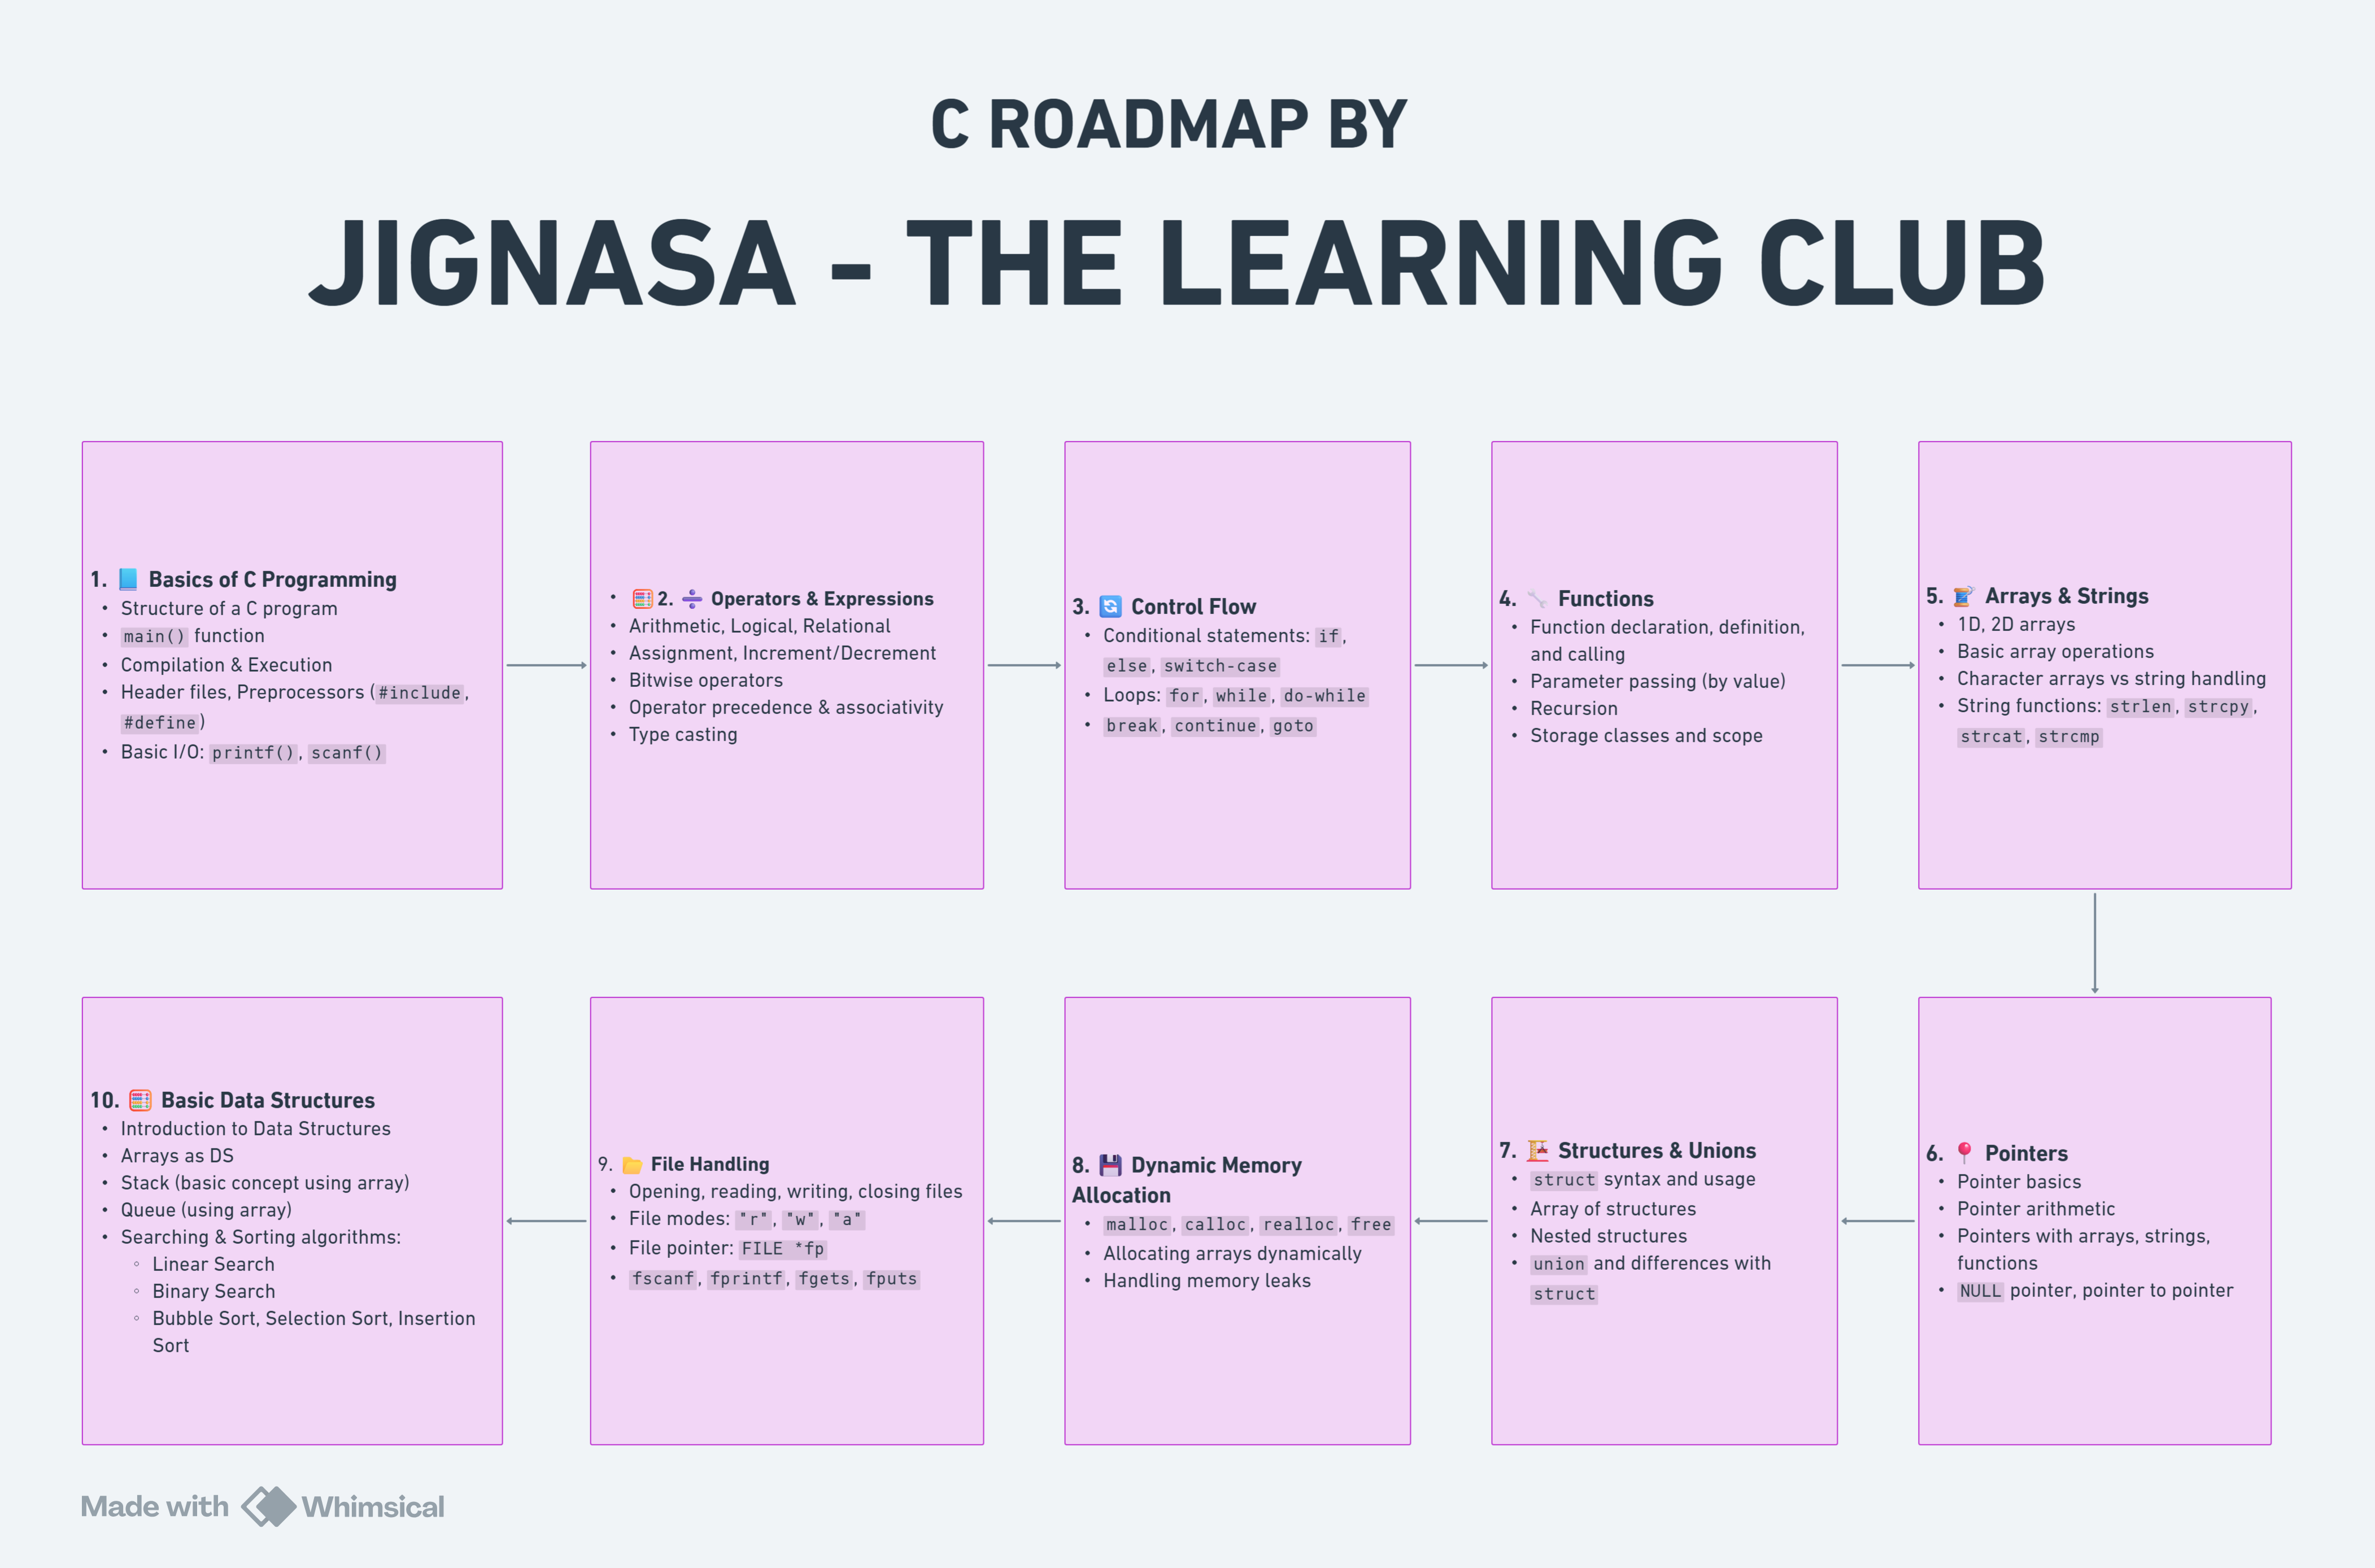 C ROADMAP BY
JIGNASA - THE LEARNING CLUB
1. 📘 Basics of C Programming
• Structure of a C program
• main() function
• Compilation & Execution
• Header files, Preprocessors (#include,
#define)
• Basic I/O: printf(), scanf()
• 🧮2. ➗ Operators & Expressions
• Arithmetic, Logical, Relational
• Assignment, Increment/Decrement
• Bitwise operators
• Operator precedence & associativity
• Type casting
3. 🔄 Control Flow
• Conditional statements: if,
else, switch-case
• Loops: for, while, do-while
• break, continue, goto
4. 🔧 Functions
• Function declaration, definition,
and calling
• Parameter passing (by value)
• Recursion
• Storage classes and scope
5. 🧵 Arrays & Strings
• 1D, 2D arrays
• Basic array operations
• Character arrays vs string handling
• String functions: strlen, strcpy,
strcat, strcmp
6. 📍 Pointers
• Pointer basics
• Pointer arithmetic
• Pointers with arrays, strings,
functions
• NULL pointer, pointer to pointer
7. 🏗️ Structures & Unions
• struct syntax and usage
• Array of structures
• Nested structures
• union and differences with
struct
8. 💾 Dynamic Memory
Allocation
• malloc, calloc, realloc, free
• Allocating arrays dynamically
• Handling memory leaks
9. 📂 File Handling
• Opening, reading, writing, closing files
• File modes: "r", "w", "a"
• File pointer: FILE *fp
• fscanf, fprintf, fgets, fputs
10. 🧮 Basic Data Structures
• Introduction to Data Structures
• Arrays as DS
• Stack (basic concept using array)
• Queue (using array)
• Searching & Sorting algorithms:
◦ Linear Search
◦ Binary Search
◦ Bubble Sort, Selection Sort, Insertion
Sort
Made with Whimsical